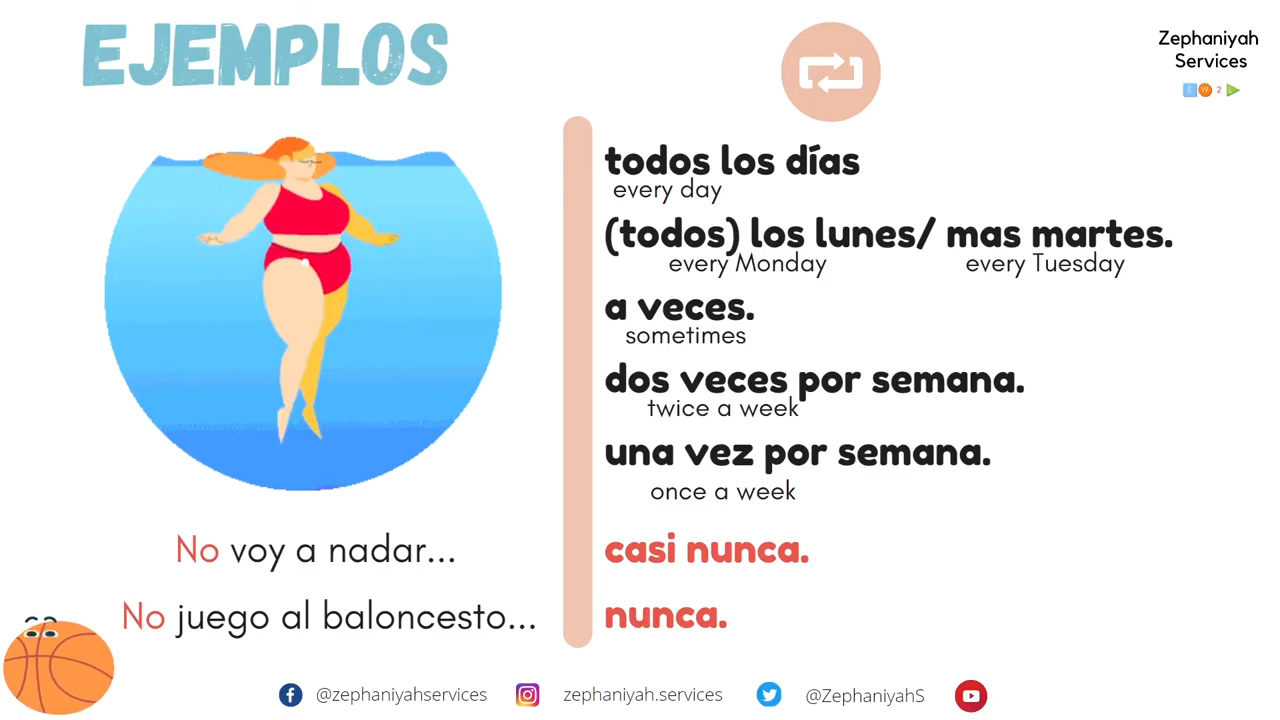 EJEMPLOS
Zephaniyah
Services
E W 2
todos los días
every day
(todos) los lunes/ mas martes.
every Monday every Tuesday
a veces.
sometimes
dos veces por semana.
twice a week
una vez por semana.
once a week
No voy a nadar... casi nunca.
No juego al baloncesto... nunca.
@zephaniyahservices zephaniyah.services @ZephaniyahS